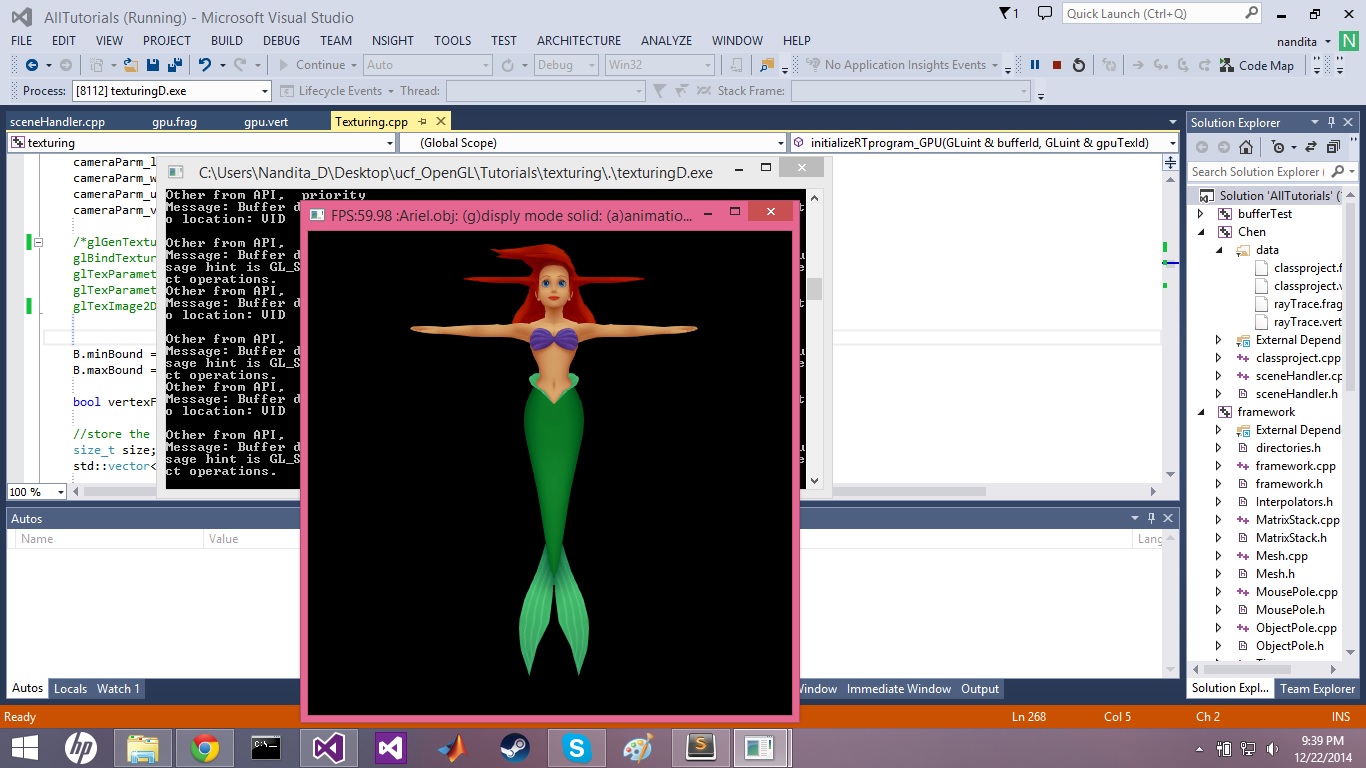 AllTutorials (Running) - Microsoft Visual Studio
1
Quick Launch (Ctrl+Q)
FILE EDIT VIEW PROJECT BUILD DEBUG TEAM NSIGHT TOOLS TEST ARCHITECTURE ANALYZE WINDOW HELP
nandita N
Continue Auto Debug Win32 No Application Insights Events Code Map
Process: [8112] texturingD.exe Lifecycle Events Thread: Stack Frame:
sceneHandler.cpp gpu.frag gpu.vert Texturing.cpp
texturing (Global Scope) initializeRTprogram_GPU(GLuint & bufferId, GLuint & gpuTexId)
cameraParm_l
cameraParm_w
cameraParm_u
cameraParm_v
/*glGenTextu
glBindTextur
glTexParamet
glTexParamet
glTexImage2D
B.minBound =
B.maxBound =
bool vertexF
//store the
size_t size;
std::vector<
100 %
C:\Users\Nandita_D\Desktop\ucf_OpenGL\Tutorials\texturing\.\texturingD.exe
Other from API, priority
Message: Buffer d
o location: VID
Other from API,
Message: Buffer d
sage hint is GL_S
ct operations.
Other from API,
Message: Buffer d
o location: VID
Other from API,
Message: Buffer d
sage hint is GL_S
ct operations.
Other from API,
Message: Buffer d
o location: VID
Other from API,
Message: Buffer d
sage hint is GL_S
ct operations.
FPS:59.98 :Ariel.obj: (g)disply mode solid: (a)animatio...
Solution Explorer
Search Solution Explorer (
Solution 'AllTutorials' (
bufferTest
Chen
data
classproject.f
classproject.v
rayTrace.frag
rayTrace.vert
External Depend
classproject.cpp
sceneHandler.cp
sceneHandler.h
framework
External Depend
directories.h
framework.cpp
framework.h
Interpolators.h
MatrixStack.cpp
MatrixStack.h
Mesh.cpp
Mesh.h
MousePole.cpp
MousePole.h
ObjectPole.cpp
ObjectPole.h
Solution Expl... Team Explorer
Autos
Name Value Lang
Autos Locals Watch 1 Window Immediate Window Output
Ready Ln 268 Col 5 Ch 2 INS
hp
C:\
S
S
9:39 PM
12/22/2014